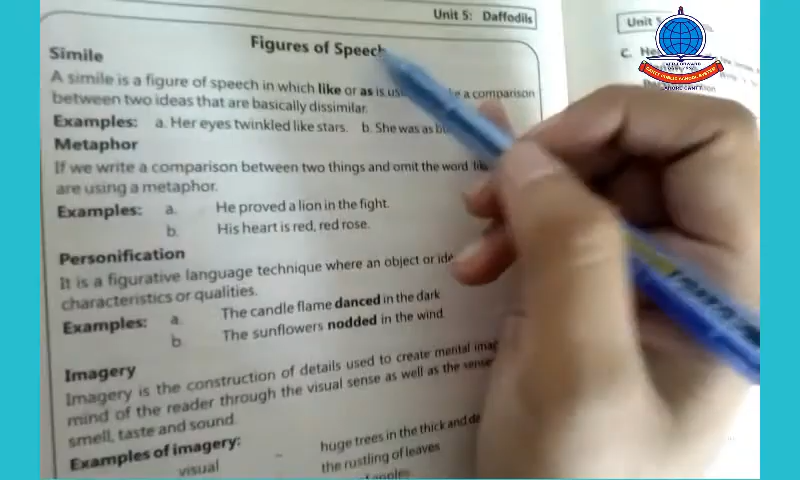 Unit 5: Daffodils
Figures of Speech
Simile
A simile is a figure of speech in which like or as is a comparison
between two ideas that are basically dissimilar.
Examples: a. Her eyes twinkled like stars. b. She was as
Metaphor
If we write a comparison between two things and omit the word
are using a metaphor.
Examples: a. He proved a lion in the fight.
b. His heart is red, red rose.
Personification
It is a figurative language technique where an object or
characteristics or qualities.
Examples: a. The candle flame danced in the dark
b. The sunflowers nodded in the wind.
Imagery
Imagery is the construction of details used to create mental
mind of the reader through the visual sense as well as the
smell, taste and sound.
Examples of imagery:
visual - huge trees in the thick and
the rustling of leaves
Unit
C.
LAHORE CANTT